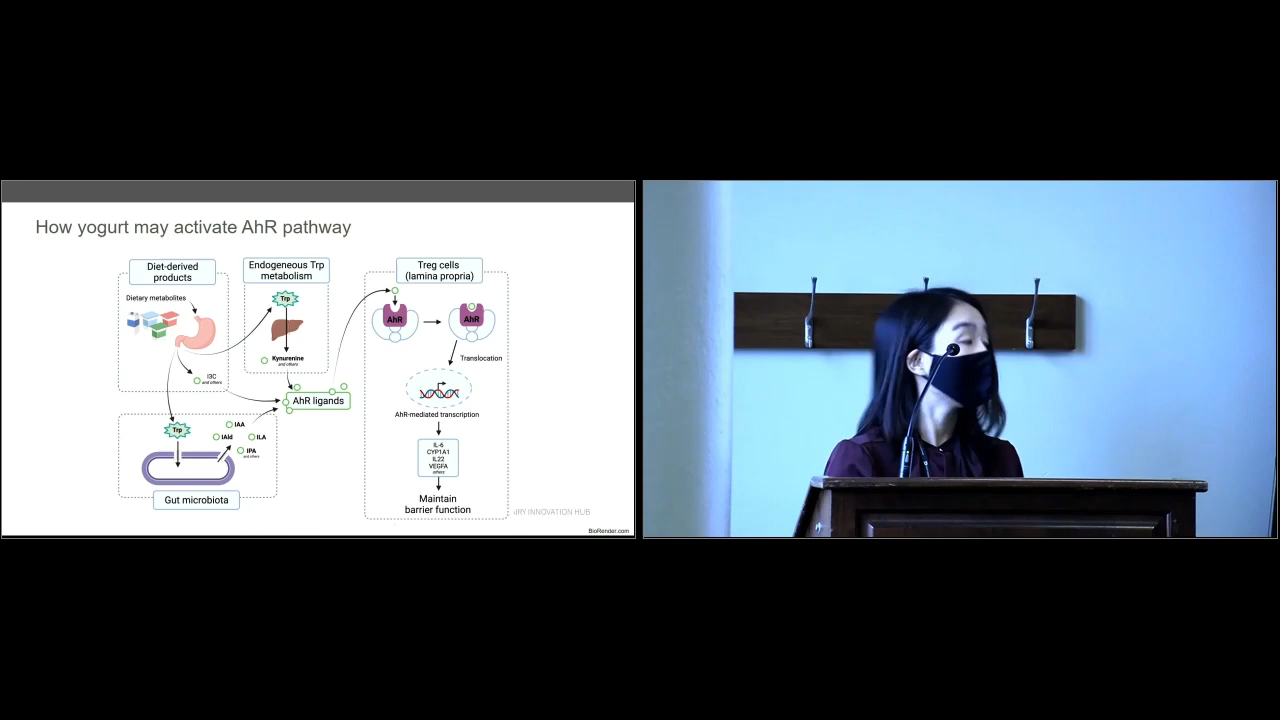 How yogurt may activate AhR pathway
Diet-derived
products
Dietary metabolites
I3C
and others
Endogeneous Trp
metabolism
Trp
Kynurenine
and others
AhR ligands
Trp
IAA
IAld
ILA
IPA
and others
Gut microbiota
Treg cells
(lamina propria)
AhR
AhR
Translocation
AhR-mediated transcription
IL-6
CYP1A1
IL22
VEGFA
others
Maintain
barrier function
INNOVATION HUB
BioRender.com